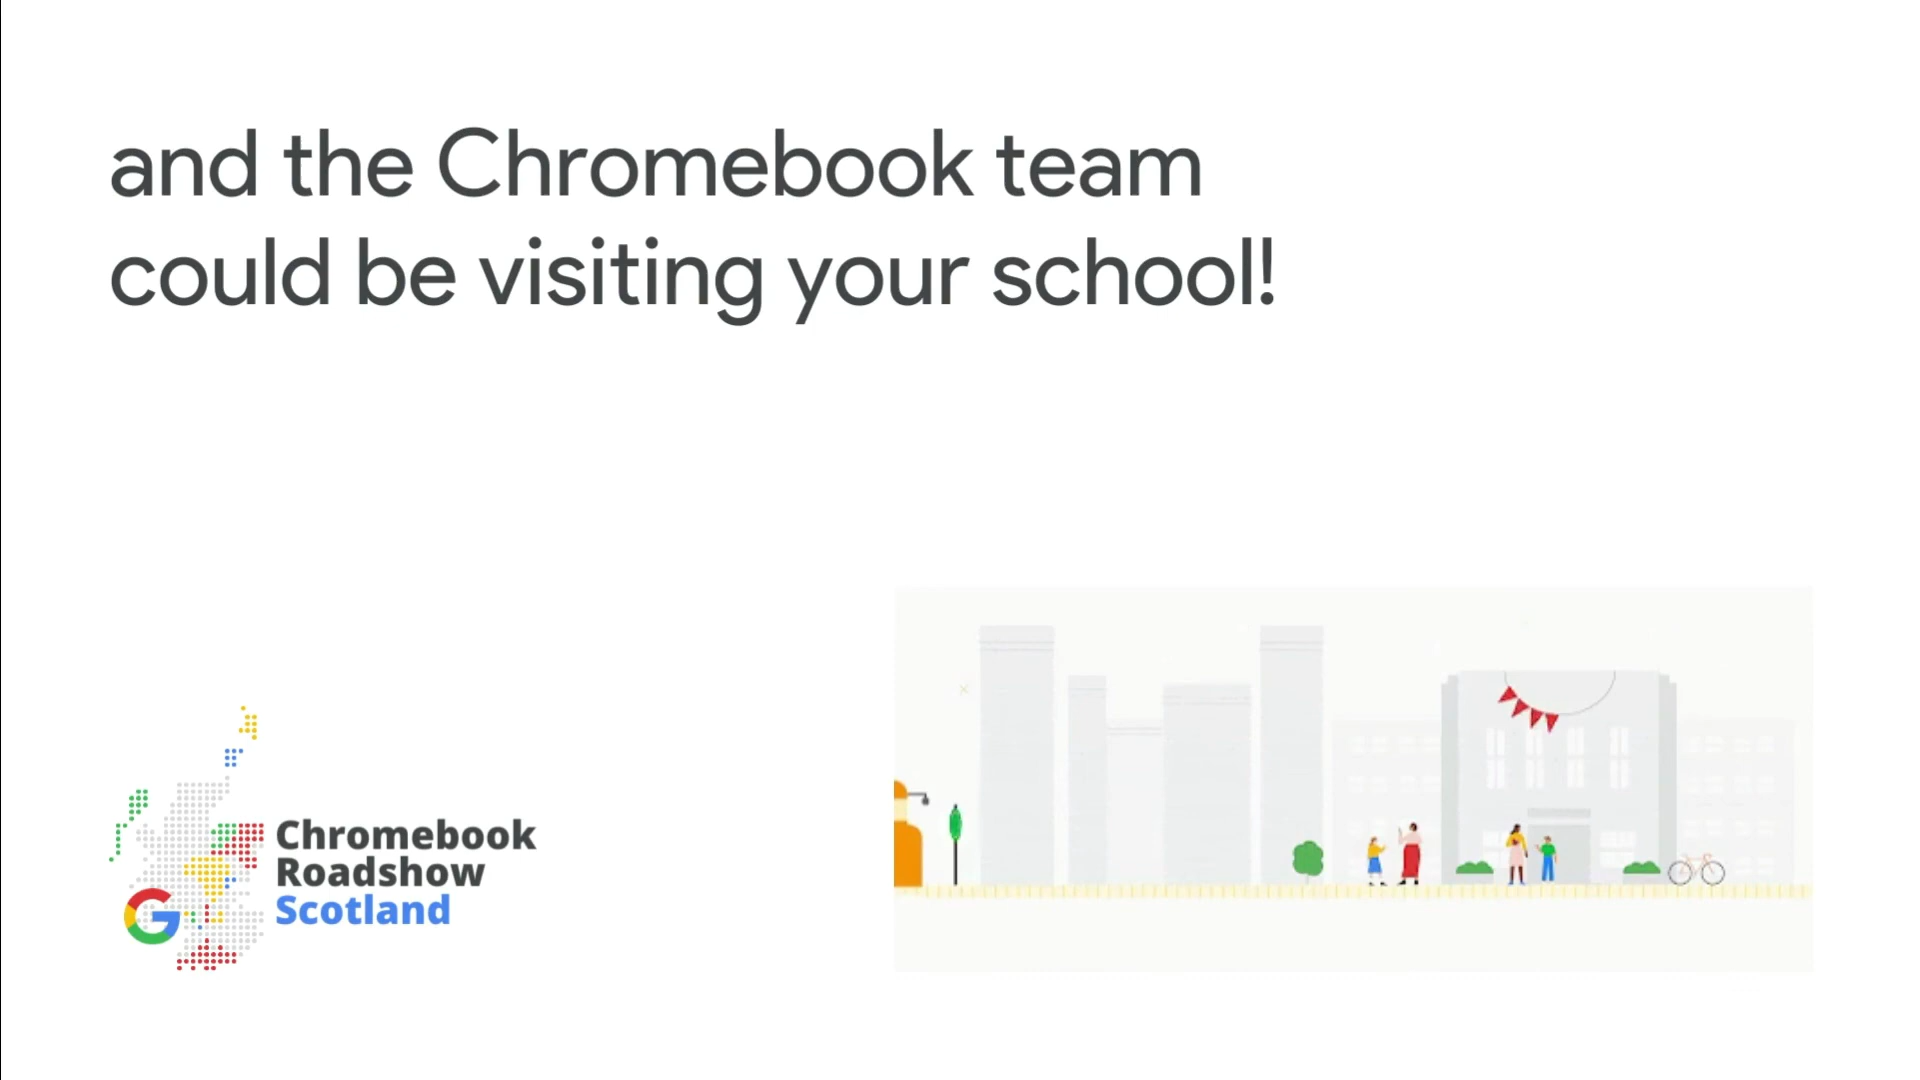 and the Chromebook team
could be visiting your school!
Chromebook
Roadshow
Scotland